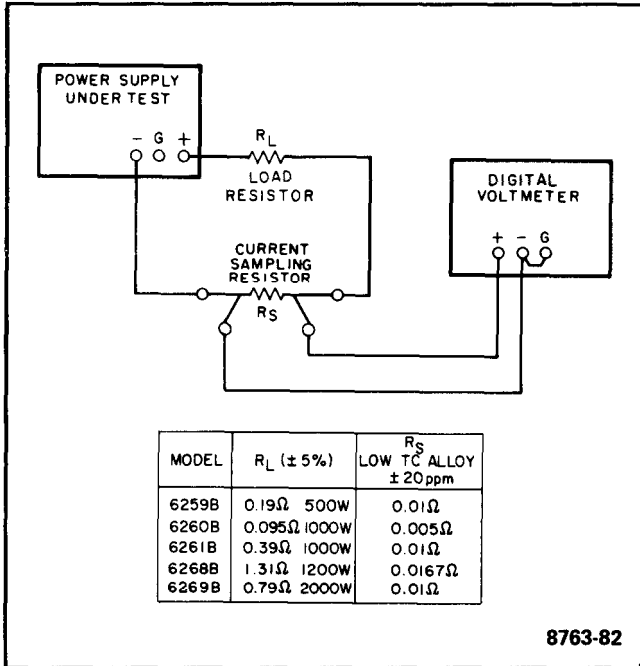 POWER SUPPLY
UNDER TEST
- G +
R_L
LOAD
RESISTOR
DIGITAL
VOLTMETER
+ - G
CURRENT
SAMPLING
RESISTOR
R_S
MODEL R_L (±5%) R_S LOW TC ALLOY ±20ppm
6259B 0.19Ω 500W 0.01Ω
6260B 0.095Ω 1000W 0.005Ω
6261B 0.39Ω 1000W 0.01Ω
6268B 1.31Ω 1200W 0.0167Ω
6269B 0.79Ω 2000W 0.01Ω
8763-82